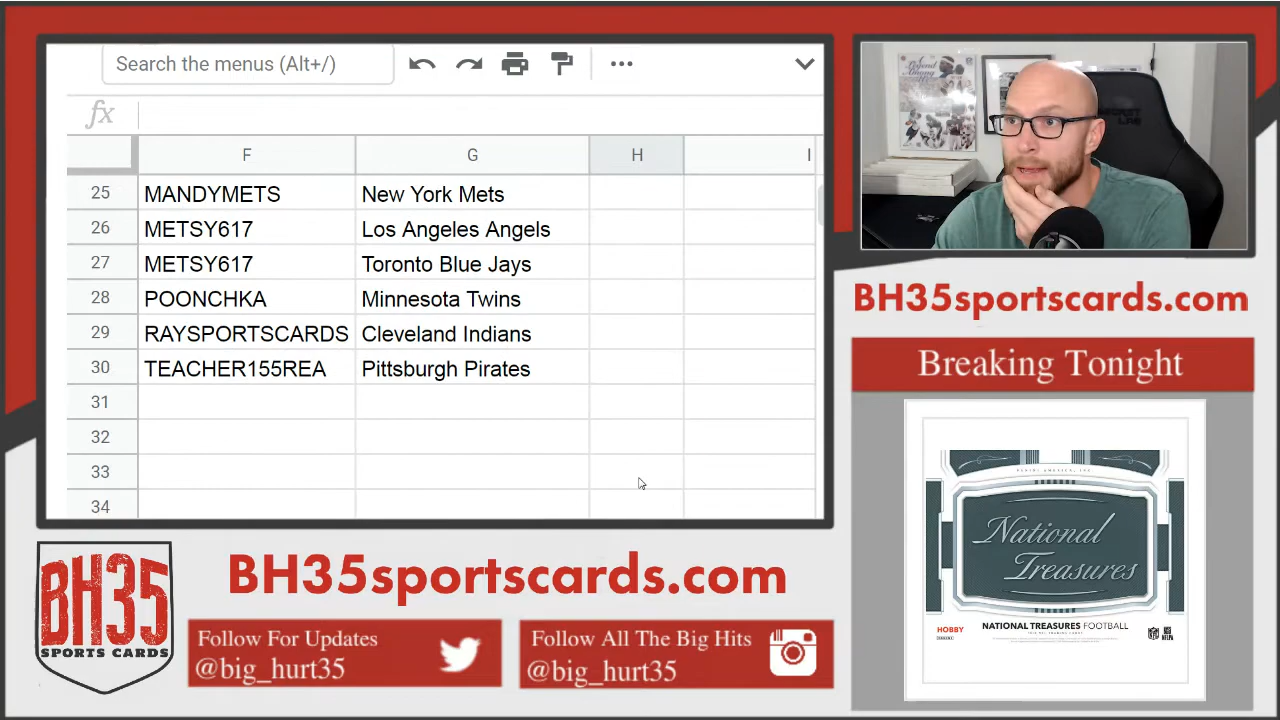 Search the menus (Alt+/)
fx
F G H I
25 MANDYMETS New York Mets
26 METSY617 Los Angeles Angels
27 METSY617 Toronto Blue Jays
28 POONCHKA Minnesota Twins
29 RAYSPORTSCARDS Cleveland Indians
30 TEACHER155REA Pittsburgh Pirates
31
32
33
34
BH35sportscards.com
Breaking Tonight
PANINI AMERICA, INC.
National
Treasures
HOBBY
NATIONAL TREASURES FOOTBALL
BH35
SPORTS CARDS
BH35sportscards.com
Follow For Updates
@big_hurt35
Follow All The Big Hits
@big_hurt35